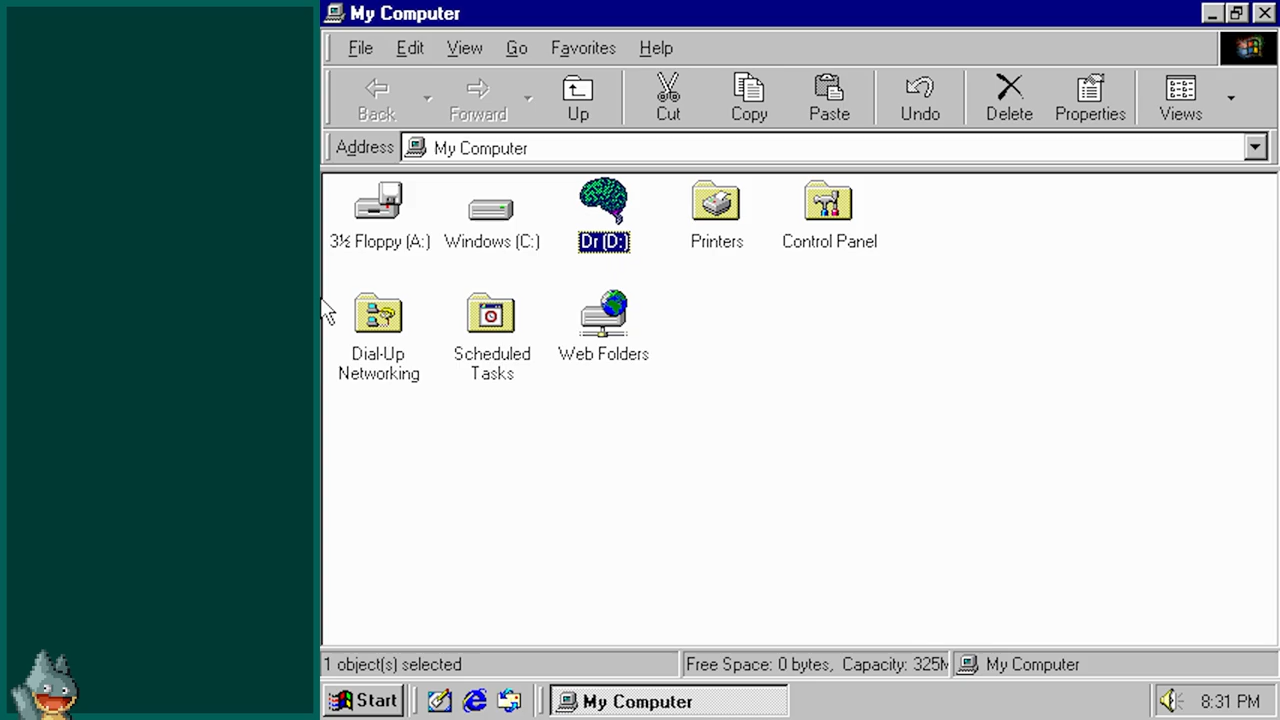 My Computer
File Edit View Go Favorites Help
Back Forward Up Cut Copy Paste Undo Delete Properties Views
Address My Computer
3½ Floppy (A:) Windows (C:) Dr (D:) Printers Control Panel
Dial-Up Networking Scheduled Tasks Web Folders
1 object(s) selected Free Space: 0 bytes, Capacity: 325M My Computer
Start My Computer 8:31 PM